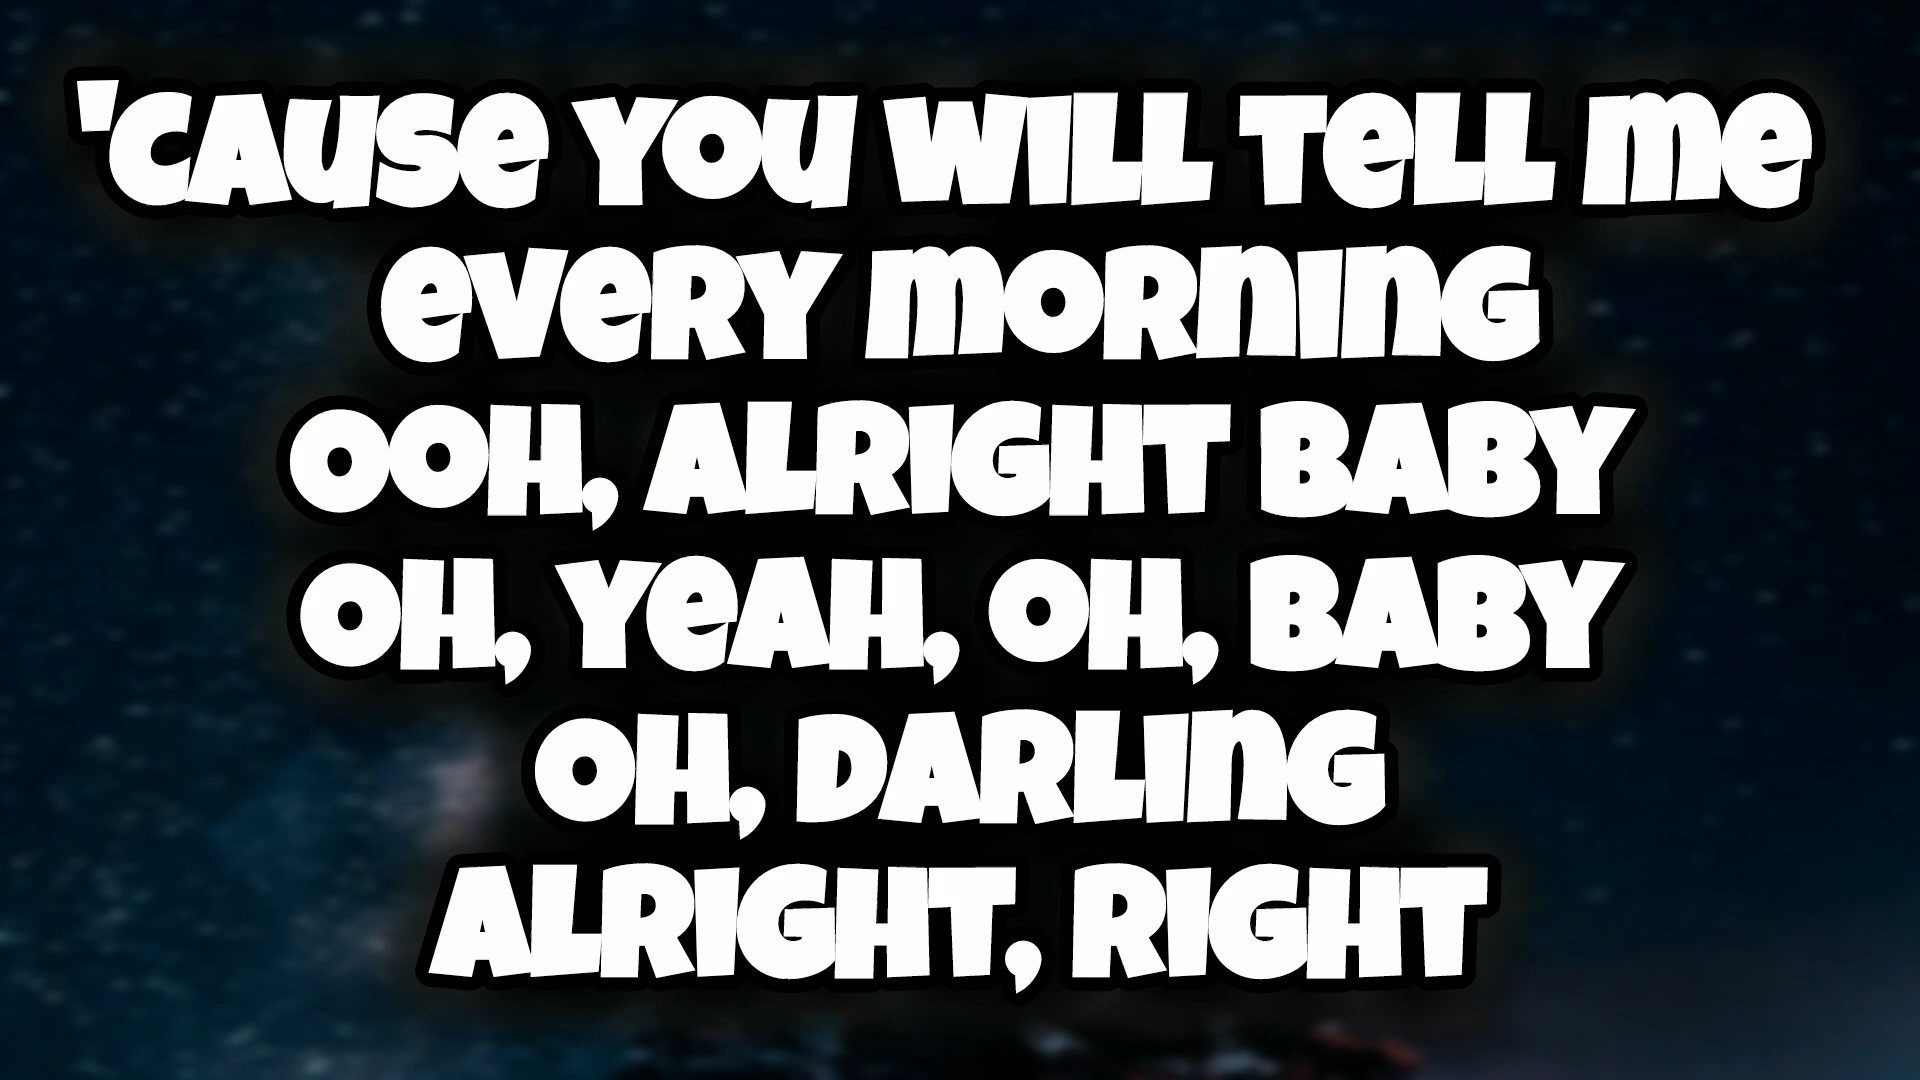 'Cause you will tell me
every morning
Ooh, alright baby
Oh, yeah, oh, baby
Oh, darling
Alright, right